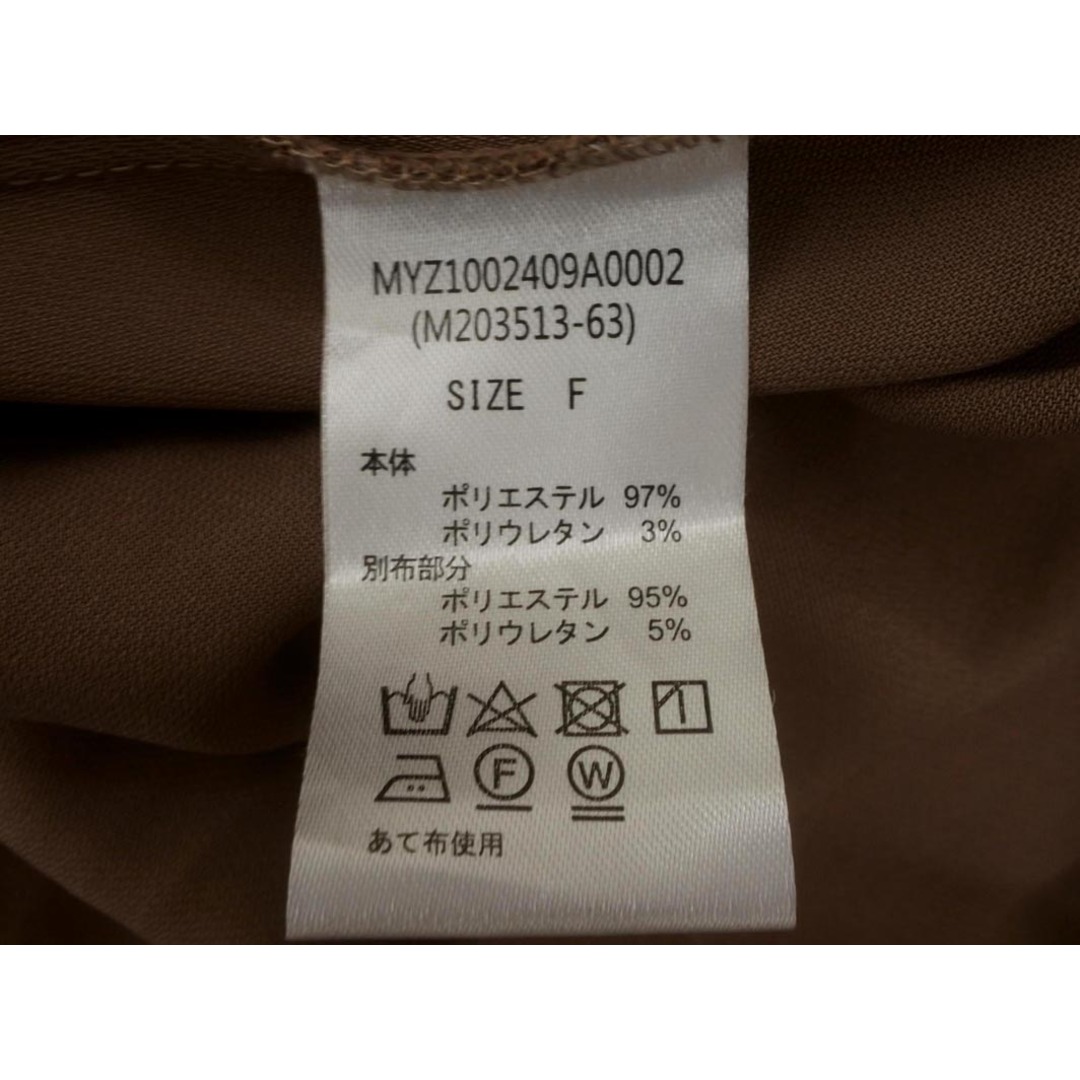 MYZ1002409A0002
(M203513-63)
SIZE F
本体
ポリエステル 97%
ポリウレタン 3%
別布部分
ポリエステル 95%
ポリウレタン 5%
F W
あて布使用